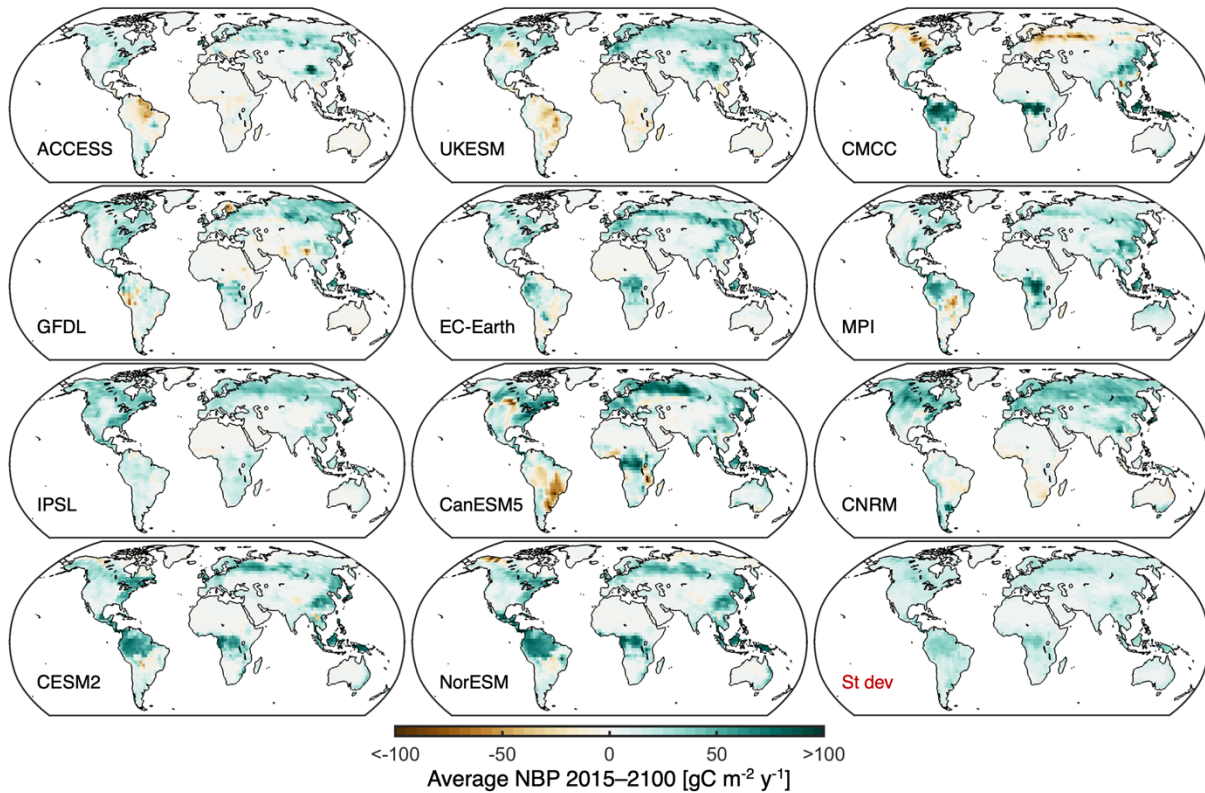 ACCESS
UKESM
CMCC
GFDL
EC-Earth
MPI
IPSL
CanESM5
CNRM
CESM2
NorESM
St dev
<-100 -50 0 50 >100
Average NBP 2015–2100 [gC m⁻² y⁻¹]